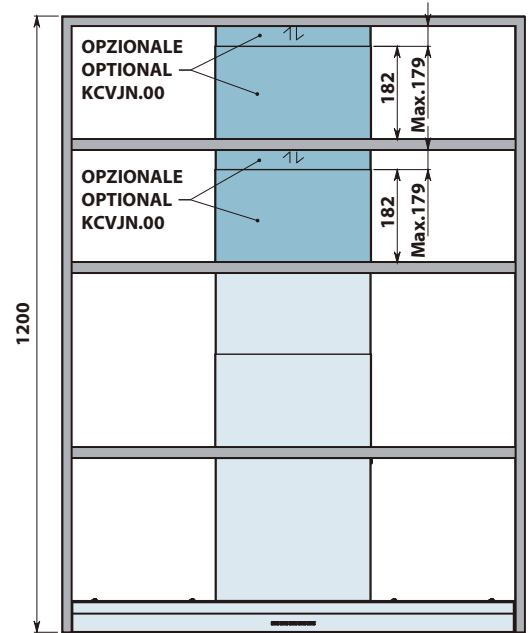 OPZIONALE
OPTIONAL
KCVJN.00
182
Max.179
OPZIONALE
OPTIONAL
KCVJN.00
182
Max.179
1200